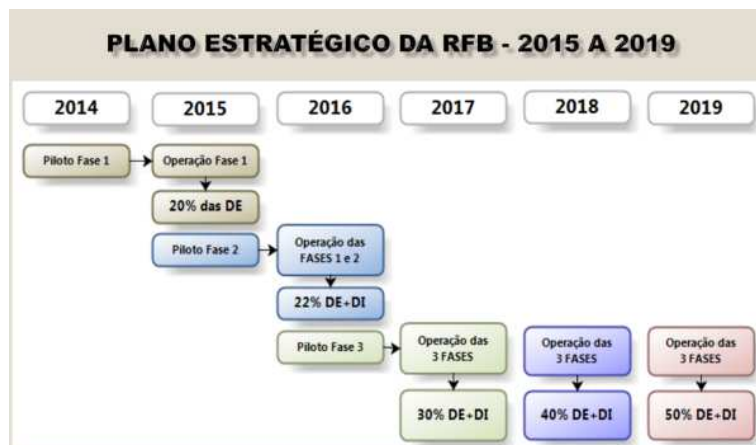 PLANO ESTRATÉGICO DA RFB - 2015 A 2019
2014 2015 2016 2017 2018 2019
Piloto Fase 1 Operação Fase 1
20% das DE
Piloto Fase 2 Operação das
FASES 1 e 2
22% DE+DI
Piloto Fase 3 Operação das
3 FASES
Operação das
3 FASES
Operação das
3 FASES
30% DE+DI 40% DE+DI 50% DE+DI